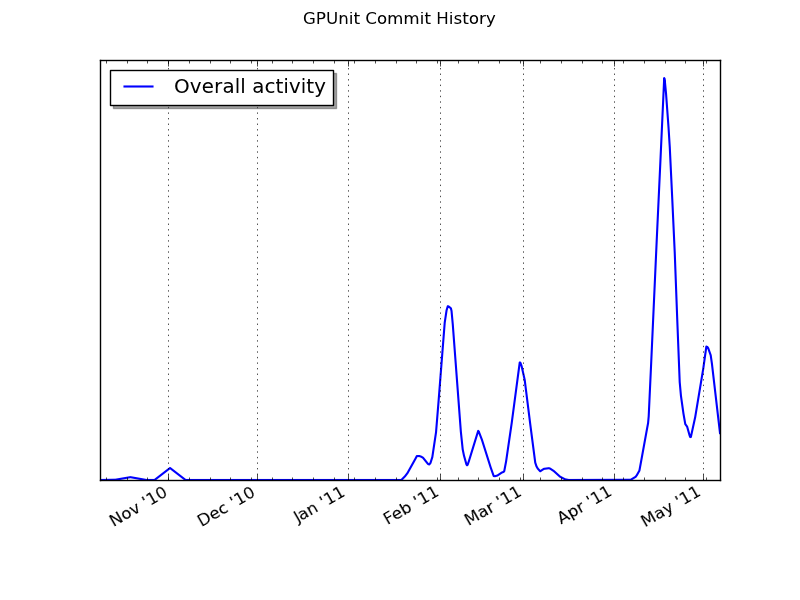 GPUnit Commit History
Overall activity
Nov '10
Dec '10
Jan '11
Feb '11
Mar '11
Apr '11
May '11